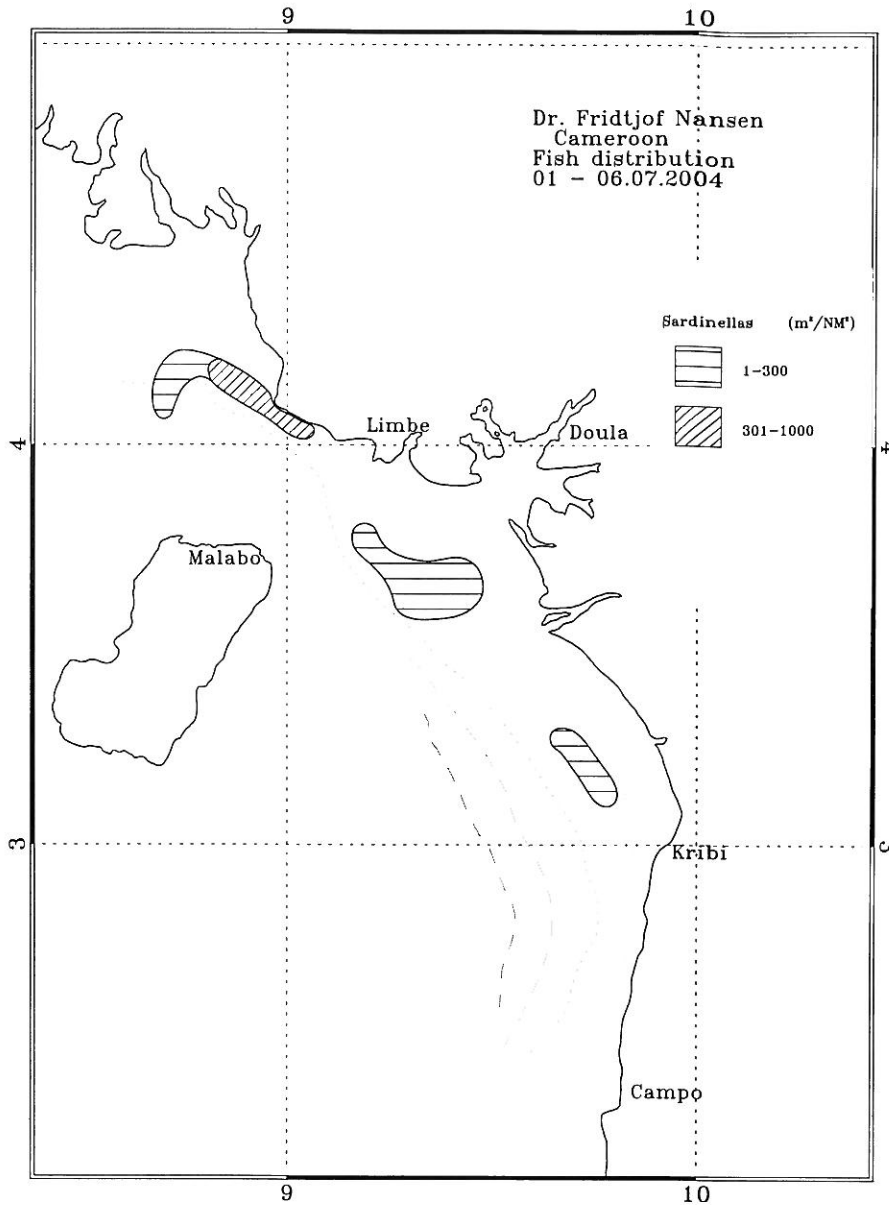 9 10
Dr. Fridtjof Nansen
Cameroon
Fish distribution
01 - 06.07.2004
Sardinellas (m²/NM²)
1-300
301-1000
Limbe
Doula
4 4
Malabo
3 3
Kribi
Campo
9 10